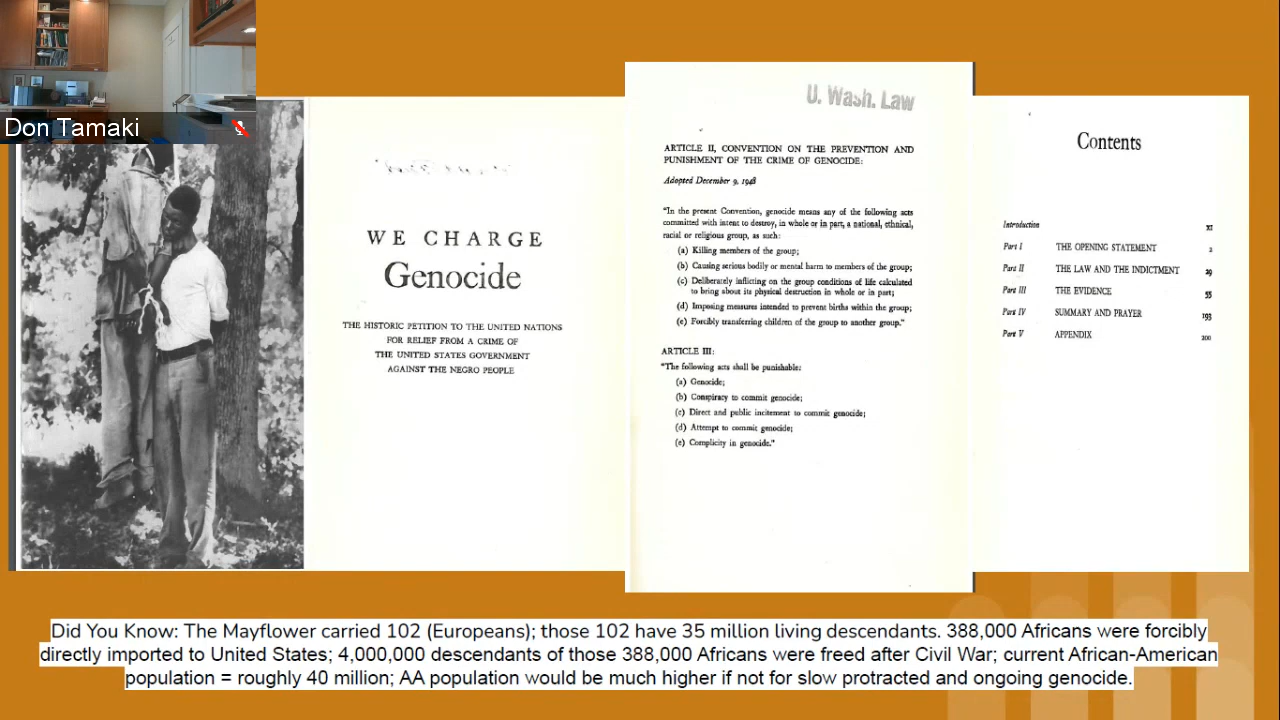 Don Tamaki
WE CHARGE
Genocide
THE HISTORIC PETITION TO THE UNITED NATIONS
FOR RELIEF FROM A CRIME OF
THE UNITED STATES GOVERNMENT
AGAINST THE NEGRO PEOPLE
U. Wash. Law
ARTICLE II, CONVENTION ON THE PREVENTION AND
PUNISHMENT OF THE CRIME OF GENOCIDE:
Adopted December 9, 1948
"In the present Convention, genocide means any of the following acts
committed with intent to destroy, in whole or in part, a national, ethnical,
racial or religious group, as such:
(a) Killing members of the group;
(b) Causing serious bodily or mental harm to members of the group;
(c) Deliberately inflicting on the group conditions of life calculated
to bring about its physical destruction in whole or in part;
(d) Imposing measures intended to prevent births within the group;
(e) Forcibly transferring children of the group to another group."
ARTICLE III:
"The following acts shall be punishable:
(a) Genocide;
(b) Conspiracy to commit genocide;
(c) Direct and public incitement to commit genocide;
(d) Attempt to commit genocide;
(e) Complicity in genocide."
Contents
Introduction xi
Part I THE OPENING STATEMENT 2
Part II THE LAW AND THE INDICTMENT 29
Part III THE EVIDENCE 55
Part IV SUMMARY AND PRAYER 193
Part V APPENDIX 200
Did You Know: The Mayflower carried 102 (Europeans); those 102 have 35 million living descendants. 388,000 Africans were forcibly
directly imported to United States; 4,000,000 descendants of those 388,000 Africans were freed after Civil War; current African-American
population = roughly 40 million; AA population would be much higher if not for slow protracted and ongoing genocide.